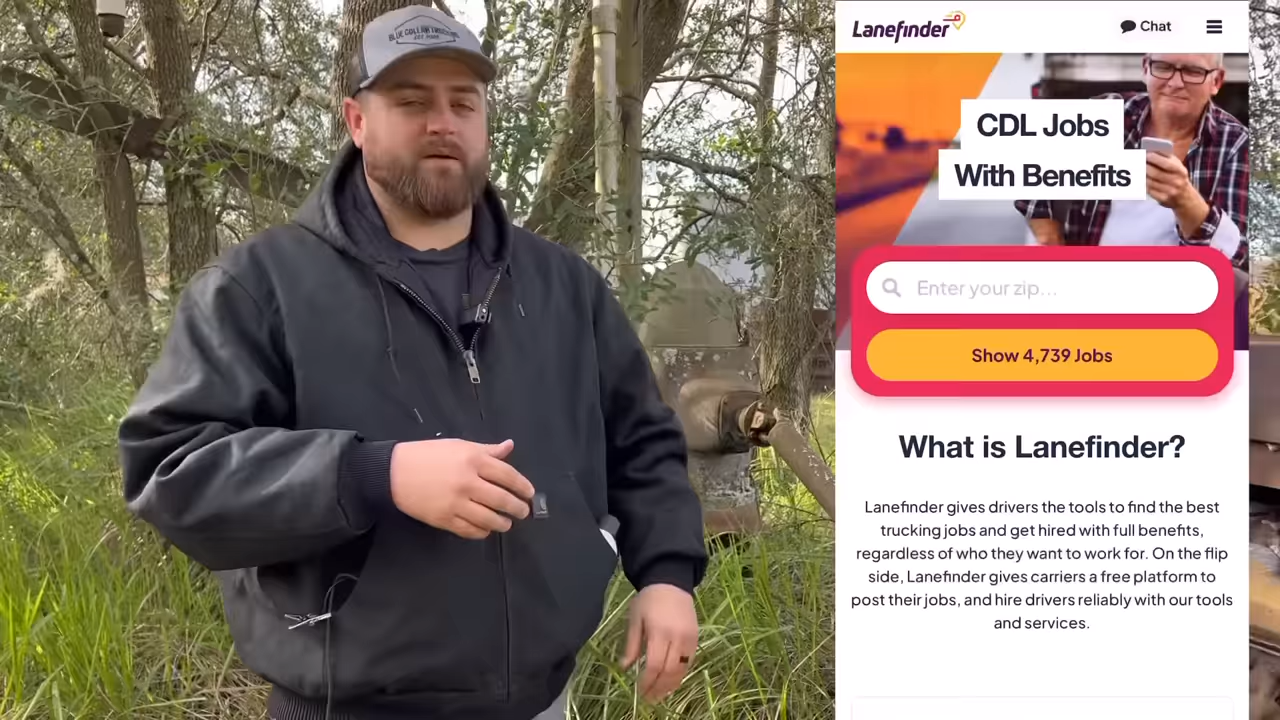 BLUE COLLAR TRUCKING
Lanefinder
Chat
CDL Jobs
With Benefits
Enter your zip...
Show 4,739 Jobs
What is Lanefinder?
Lanefinder gives drivers the tools to find the best
trucking jobs and get hired with full benefits,
regardless of who they want to work for. On the flip
side, Lanefinder gives carriers a free platform to
post their jobs, and hire drivers reliably with our tools
and services.